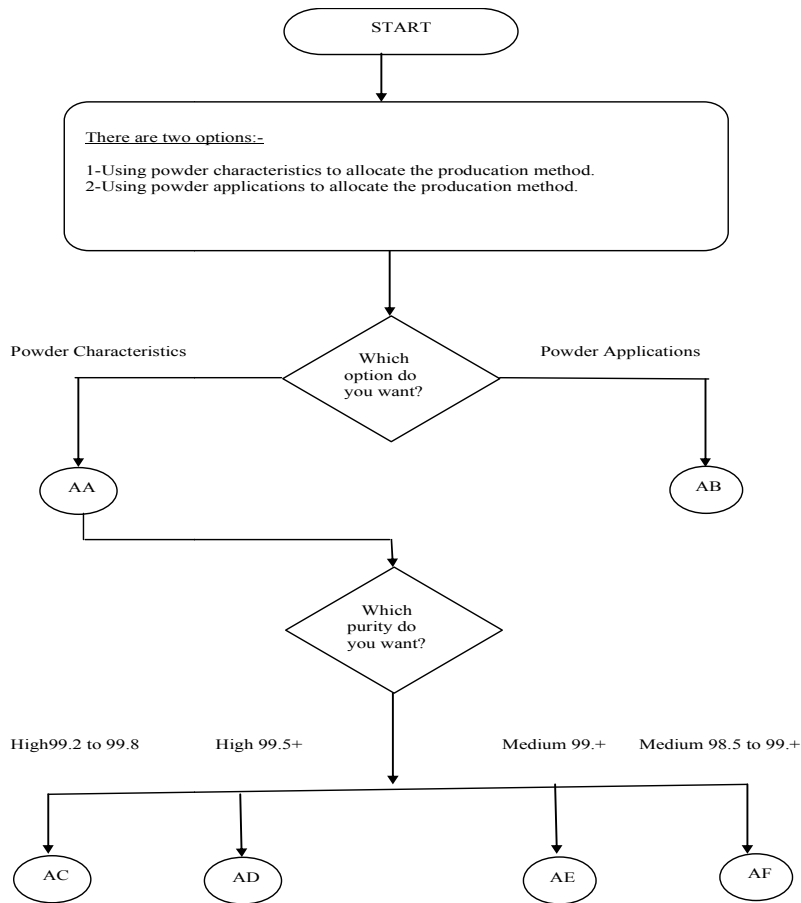 START
There are two options:-
1-Using powder characteristics to allocate the producation method.
2-Using powder applications to allocate the producation method.
Powder Characteristics
Powder Applications
Which
option do
you want?
AA
AB
Which
purity do
you want?
High99.2 to 99.8
High 99.5+
Medium 99.+
Medium 98.5 to 99.+
AC
AD
AE
AF